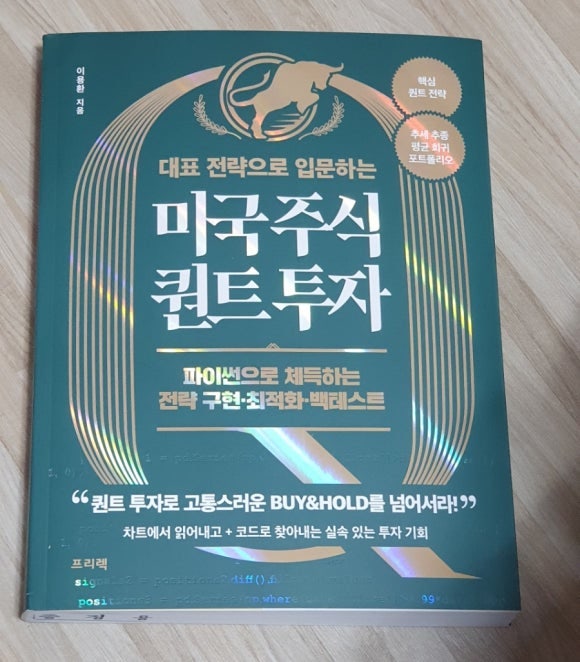 이용환 지음
핵심
퀀트 전략
추세 추종
평균 회귀
포트폴리오
대표 전략으로 입문하는
미국 주식
퀀트 투자
파이썬으로 체득하는
전략 구현·최적화·백테스트
“퀀트 투자로 고통스러운 BUY&HOLD를 넘어서라!”
차트에서 읽어내고 + 코드로 찾아내는 실속 있는 투자 기회
프리렉
diff()
np.where
99